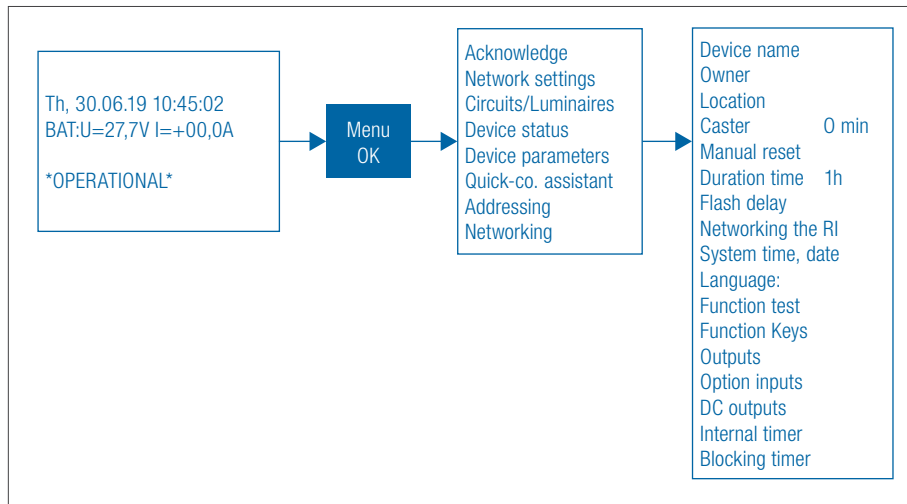 Th, 30.06.19 10:45:02
BAT:U=27,7V I=+00,0A
*OPERATIONAL*
Menu
OK
Acknowledge
Network settings
Circuits/Luminaires
Device status
Device parameters
Quick-co. assistant
Addressing
Networking
Device name
Owner
Location
Caster O min
Manual reset
Duration time 1h
Flash delay
Networking the RI
System time, date
Language:
Function test
Function Keys
Outputs
Option inputs
DC outputs
Internal timer
Blocking timer